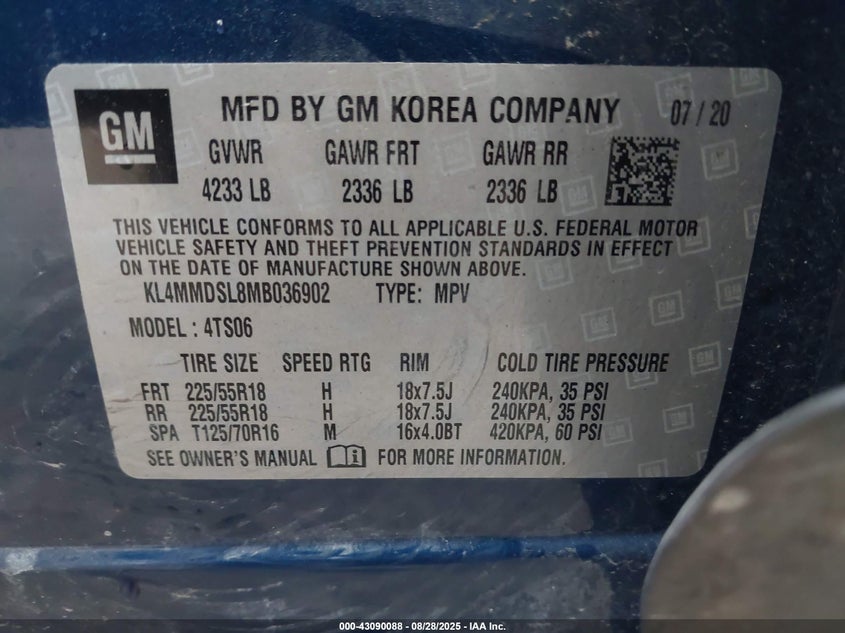 GM
MFD BY GM KOREA COMPANY 07 / 20
GVWR GAWR FRT GAWR RR
4233 LB 2336 LB 2336 LB
THIS VEHICLE CONFORMS TO ALL APPLICABLE U.S. FEDERAL MOTOR
VEHICLE SAFETY AND THEFT PREVENTION STANDARDS IN EFFECT
ON THE DATE OF MANUFACTURE SHOWN ABOVE.
KL4MMDSL8MB036902 TYPE: MPV
MODEL : 4TS06
TIRE SIZE SPEED RTG RIM COLD TIRE PRESSURE
FRT 225/55R18 H 18x7.5J 240KPA, 35 PSI
RR 225/55R18 H 18x7.5J 240KPA, 35 PSI
SPA T125/70R16 M 16x4.0BT 420KPA, 60 PSI
SEE OWNER'S MANUAL i FOR MORE INFORMATION.
000-43090088 - 08/28/2025 - IAA Inc.